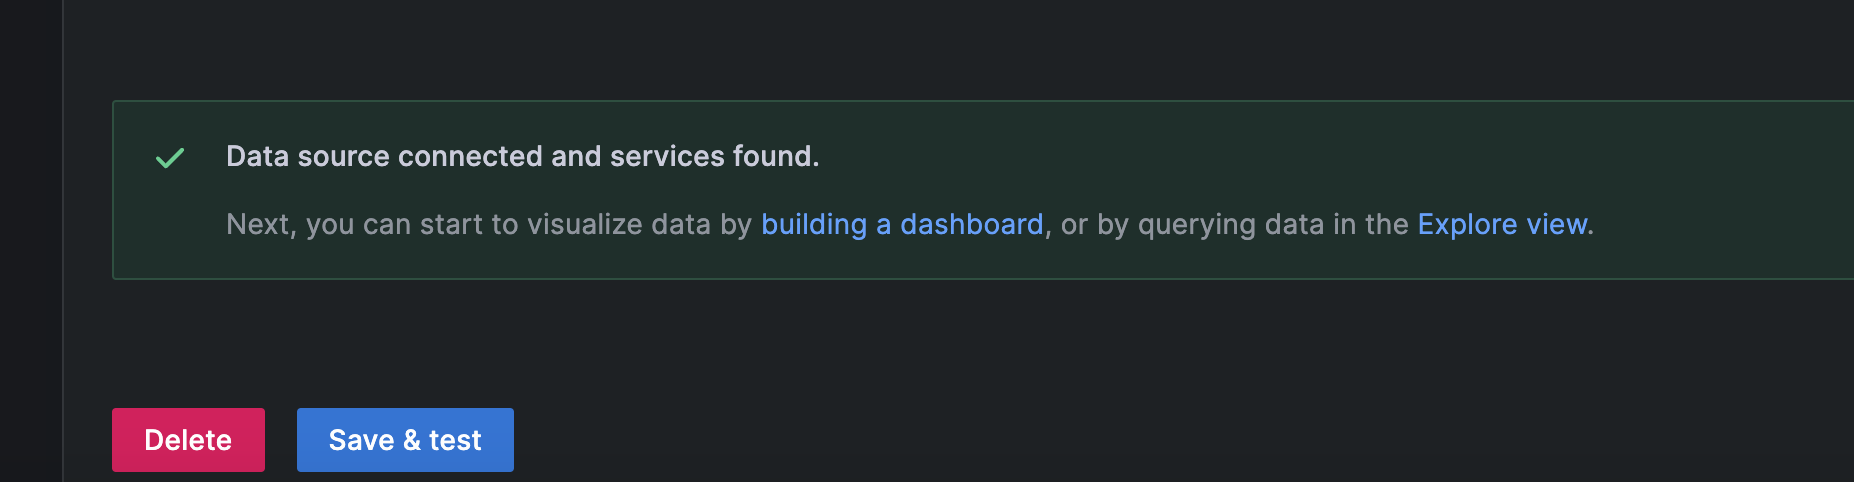 Data source connected and services found.
Next, you can start to visualize data by building a dashboard, or by querying data in the Explore view.
Delete
Save & test